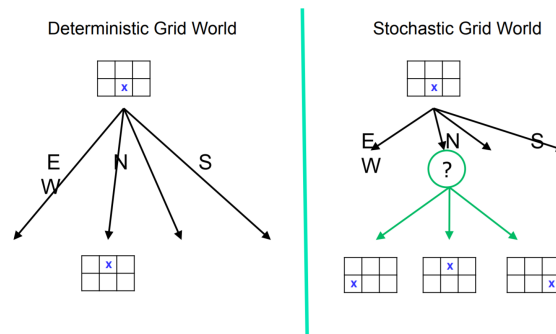 Deterministic Grid World
x
E N S
W
x
Stochastic Grid World
x
E N S
W
?
x x x